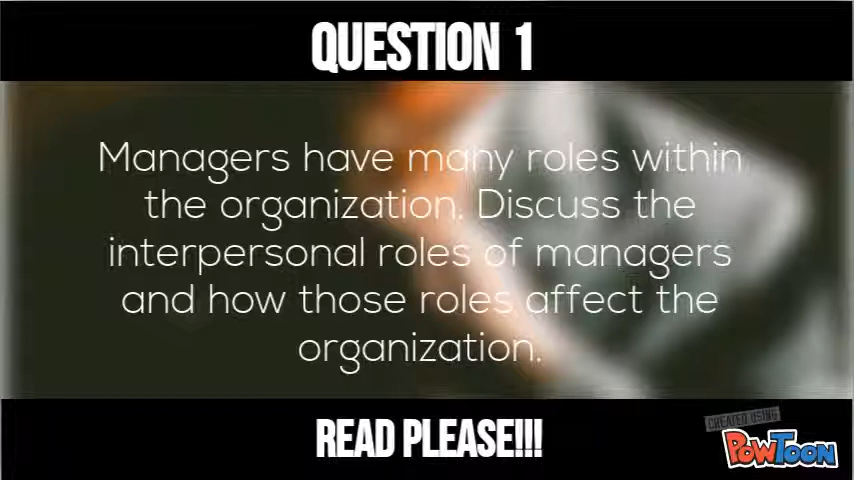 QUESTION 1
Managers have many roles within
the organization. Discuss the
interpersonal roles of managers
and how those roles affect the
organization.
READ PLEASE!!!
CREATED USING
POWTOON